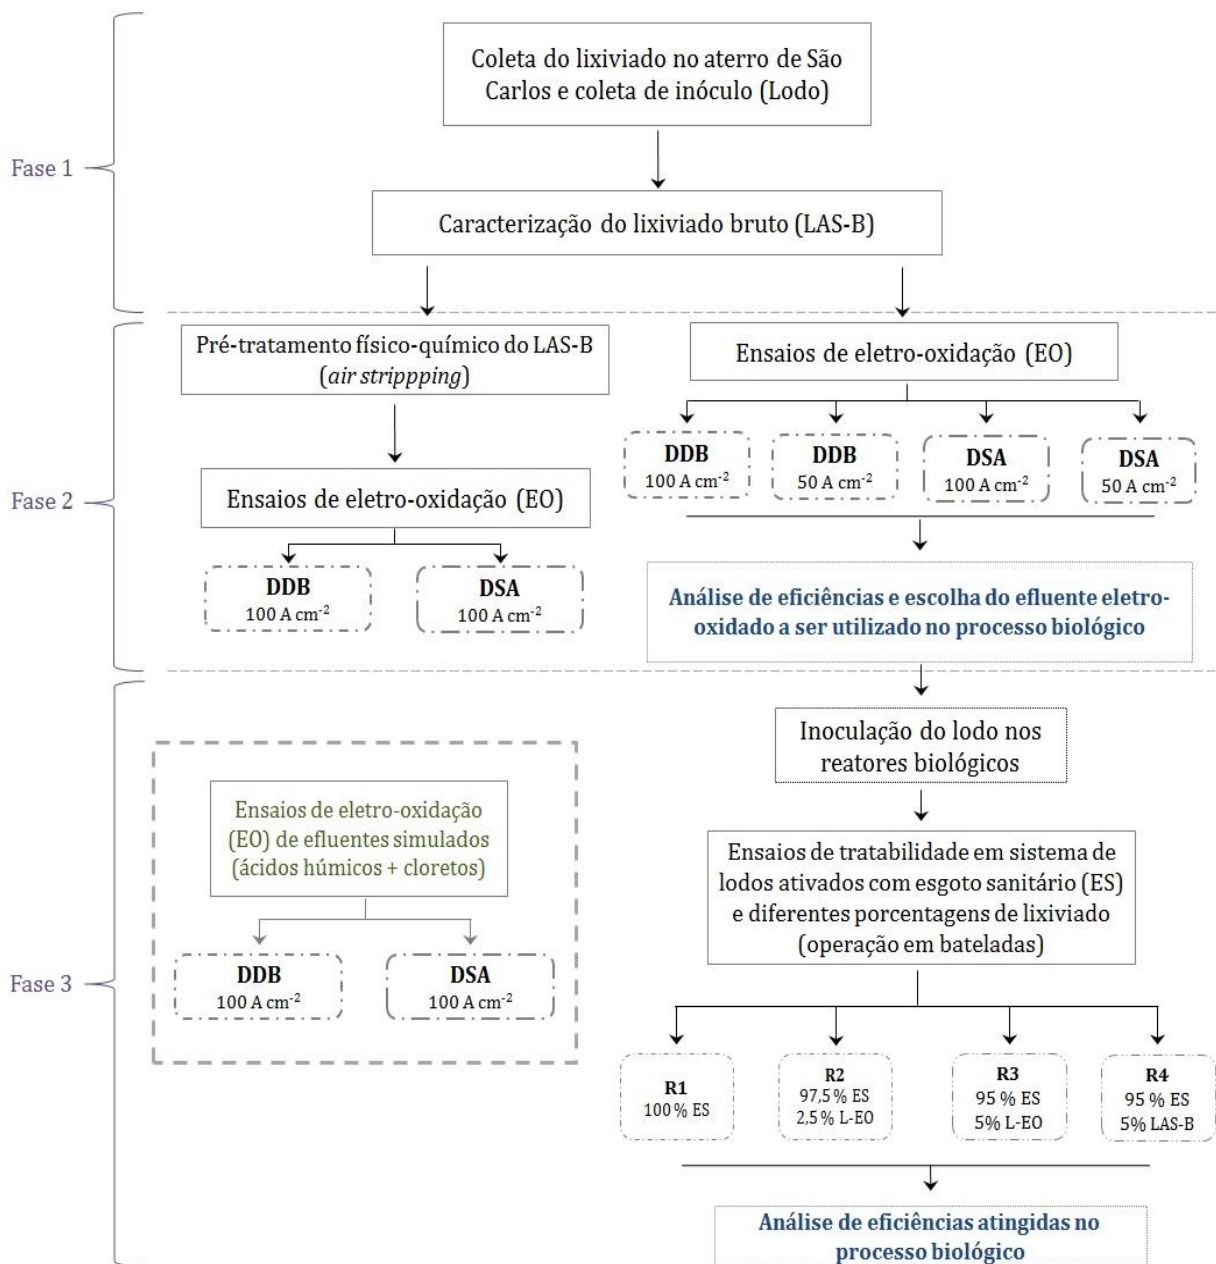 Fase 1
Coleta do lixiviado no aterro de São
Carlos e coleta de inóculo (Lodo)
Caracterização do lixiviado bruto (LAS-B)
Fase 2
Pré-tratamento físico-químico do LAS-B
(air strippping)
Ensaios de eletro-oxidação (EO)
DDB
100 A cm-2
DSA
100 A cm-2
Ensaios de eletro-oxidação (EO)
DDB
100 A cm-2
DDB
50 A cm-2
DSA
100 A cm-2
DSA
50 A cm-2
Análise de eficiências e escolha do efluente eletro-
oxidado a ser utilizado no processo biológico
Fase 3
Ensaios de eletro-oxidação
(EO) de efluentes simulados
(ácidos húmicos + cloretos)
DDB
100 A cm-2
DSA
100 A cm-2
Inoculação do lodo nos
reatores biológicos
Ensaios de tratabilidade em sistema de
lodos ativados com esgoto sanitário (ES)
e diferentes porcentagens de lixiviado
(operação em bateladas)
R1
100% ES
R2
97,5% ES
2,5% L-EO
R3
95% ES
5% L-EO
R4
95% ES
5% LAS-B
Análise de eficiências atingidas no
processo biológico